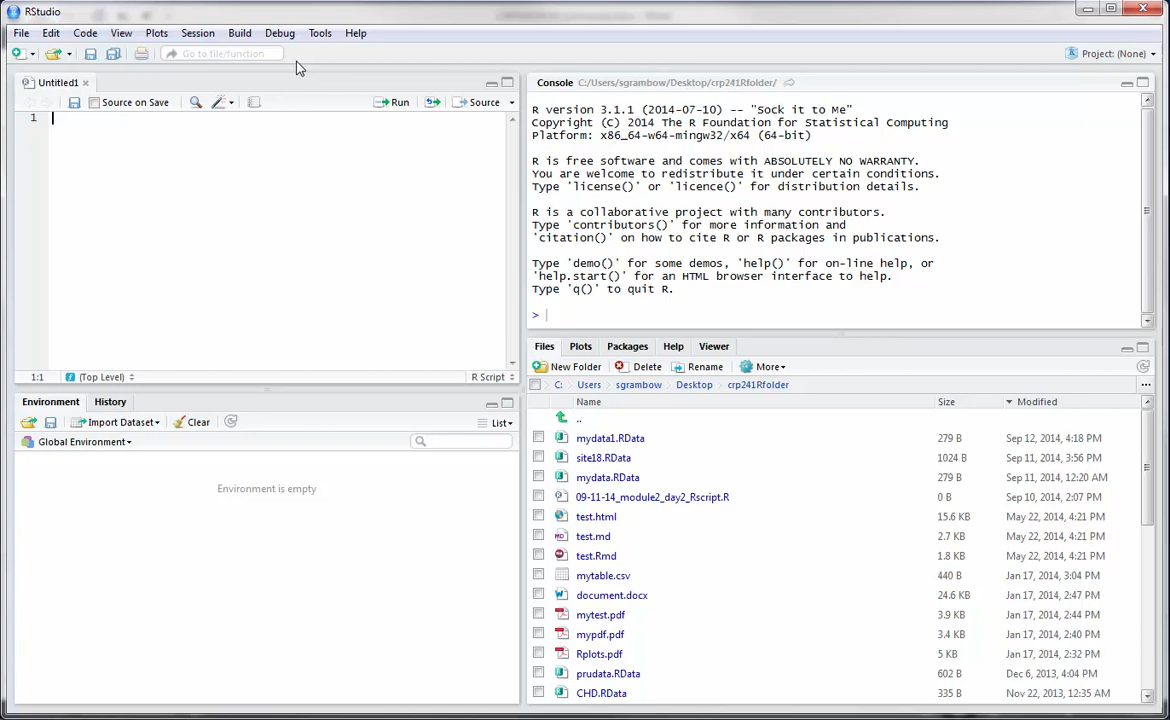 RStudio
File Edit Code View Plots Session Build Debug Tools Help
Go to file/function
Project: (None)
Untitled1
Source on Save
Run
Source
1
1:1
(Top Level)
R Script
Environment History
Import Dataset
Clear
List
Global Environment
Environment is empty
Console C:/Users/sgrambow/Desktop/crp241Rfolder/
R version 3.1.1 (2014-07-10) -- "Sock it to Me"
Copyright (C) 2014 The R Foundation for Statistical Computing
Platform: x86_64-w64-mingw32/x64 (64-bit)
R is free software and comes with ABSOLUTELY NO WARRANTY.
You are welcome to redistribute it under certain conditions.
Type 'license()' or 'licence()' for distribution details.
R is a collaborative project with many contributors.
Type 'contributors()' for more information and
'citation()' on how to cite R or R packages in publications.
Type 'demo()' for some demos, 'help()' for on-line help, or
'help.start()' for an HTML browser interface to help.
Type 'q()' to quit R.
>
Files Plots Packages Help Viewer
New Folder Delete Rename More
C: Users sgrambow Desktop crp241Rfolder ...
Name Size Modified
..
mydata1.RData 279 B Sep 12, 2014, 4:18 PM
site18.RData 1024 B Sep 11, 2014, 3:56 PM
mydata.RData 279 B Sep 11, 2014, 12:20 AM
09-11-14_module2_day2_Rscript.R 0 B Sep 10, 2014, 2:07 PM
test.html 15.6 KB May 22, 2014, 4:21 PM
test.md 2.7 KB May 22, 2014, 4:21 PM
test.Rmd 1.8 KB May 22, 2014, 4:21 PM
mytable.csv 440 B Jan 17, 2014, 3:04 PM
document.docx 24.6 KB Jan 17, 2014, 2:47 PM
mytest.pdf 3.9 KB Jan 17, 2014, 2:44 PM
mypdf.pdf 3.4 KB Jan 17, 2014, 2:40 PM
Rplots.pdf 5 KB Jan 17, 2014, 2:32 PM
prudata.RData 602 B Dec 6, 2013, 4:04 PM
CHD.RData 335 B Nov 22, 2013, 12:35 AM